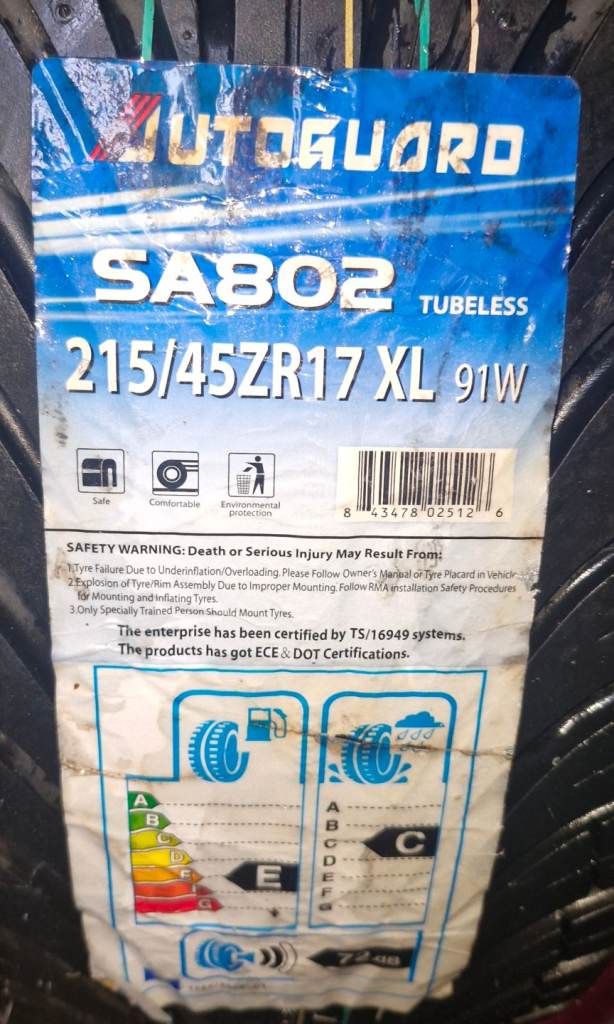 AUTOGUARD
SA802 TUBELESS
215/45ZR17 XL 91W
Safe
Comfortable
Environmental
protection
8 43478 02512 6
SAFETY WARNING: Death or Serious Injury May Result From:
1.Tyre Failure Due to Underinflation/Overloading. Please Follow Owner's Manual or Tyre Placard in Vehicle
2.Explosion of Tyre/Rim Assembly Due to Improper Mounting. Follow RMA installation Safety Procedures
for Mounting and Inflating Tyres.
3.Only Specially Trained Person Should Mount Tyres.
The enterprise has been certified by TS/16949 systems.
The products has got ECE & DOT Certifications.
A
B
C
D
E
F
G
E
A
B
C
D
E
F
G
C
72 dB